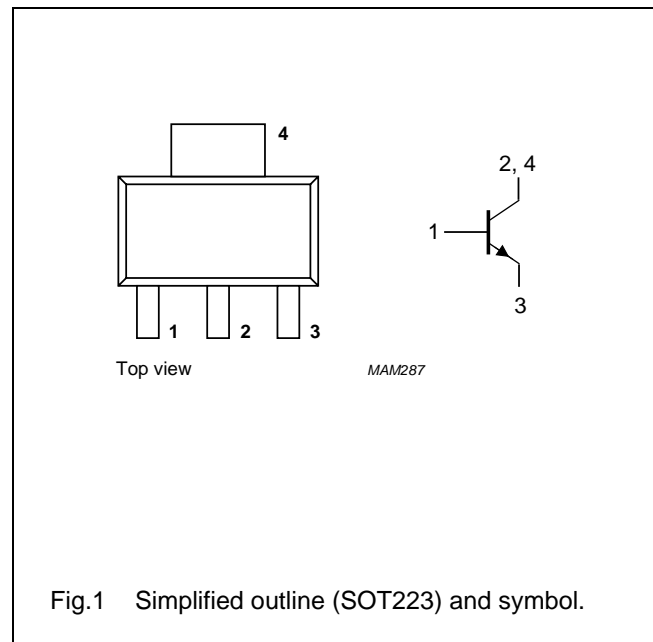 4
2, 4
1
3
1 2 3
Top view MAM287
Fig.1 Simplified outline (SOT223) and symbol.